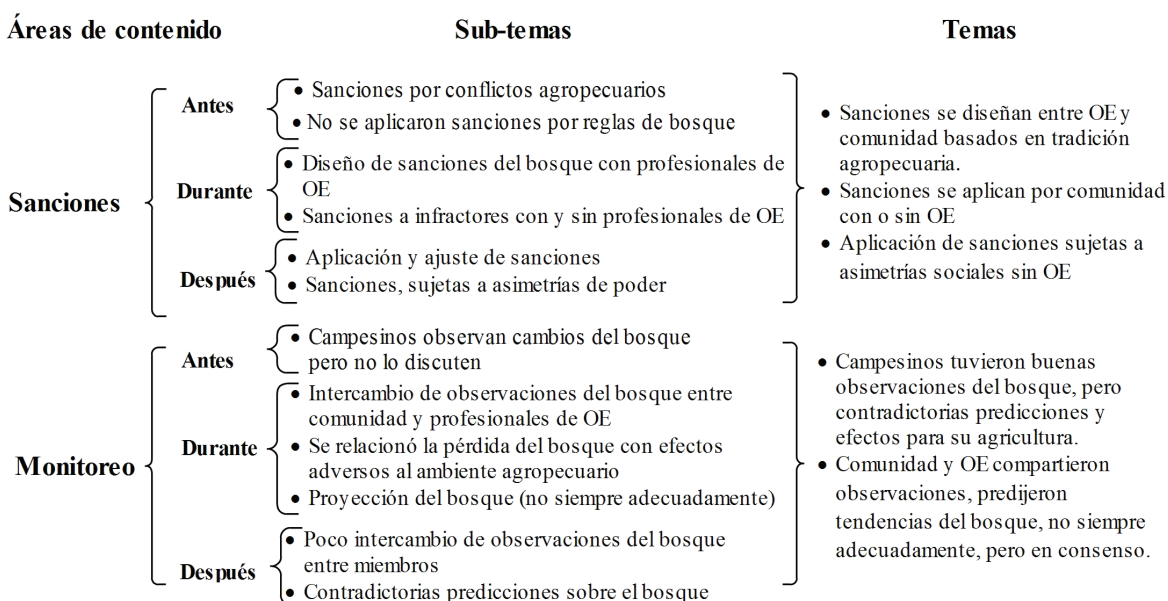 Áreas de contenido
Sub-temas
Temas
Sanciones
Antes
• Sanciones por conflictos agropecuarios
• No se aplicaron sanciones por reglas de bosque
Durante
• Diseño de sanciones del bosque con profesionales de
OE
• Sanciones a infractores con y sin profesionales de OE
Después
• Aplicación y ajuste de sanciones
• Sanciones, sujetas a asimetrías de poder
• Sanciones se diseñan entre OE y
comunidad basados en tradición
agropecuaria.
• Sanciones se aplican por comunidad
con o sin OE
• Aplicación de sanciones sujetas a
asimetrías sociales sin OE
Monitoreo
Antes
• Campesinos observan cambios del bosque
pero no lo discuten
Durante
• Intercambio de observaciones del bosque entre
comunidad y profesionales de OE
• Se relacionó la pérdida del bosque con efectos
adversos al ambiente agropecuario
• Proyección del bosque (no siempre adecuadamente)
Después
• Poco intercambio de observaciones del bosque
entre miembros
• Contradictorias predicciones sobre el bosque
• Campesinos tuvieron buenas
observaciones del bosque, pero
contradictorias predicciones y
efectos para su agricultura.
• Comunidad y OE compartieron
observaciones, predijeron
tendencias del bosque, no siempre
adecuadamente, pero en consenso.